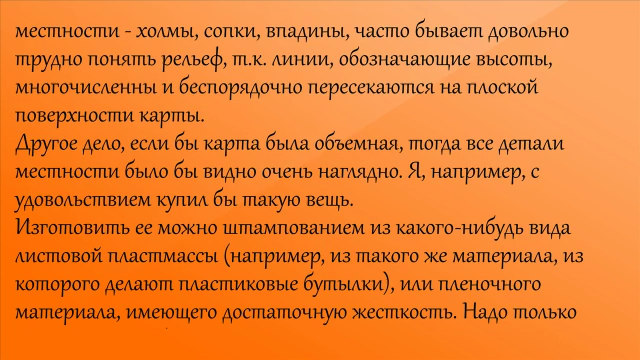 местности - холмы, сопки, впадины, часто бывает довольно
трудно понять рельеф, т.к. линии, обозначающие высоты,
многочисленны и беспорядочно пересекаются на плоской
поверхности карты.
Другое дело, если бы карта была объемная, тогда все детали
местности было бы видно очень наглядно. Я, например, с
удовольствием купил бы такую вещь.
Изготовить ее можно штампованием из какого-нибудь вида
листовой пластмассы (например, из такого же материала, из
которого делают пластиковые бутылки), или пленочного
материала, имеющего достаточную жесткость. Надо только